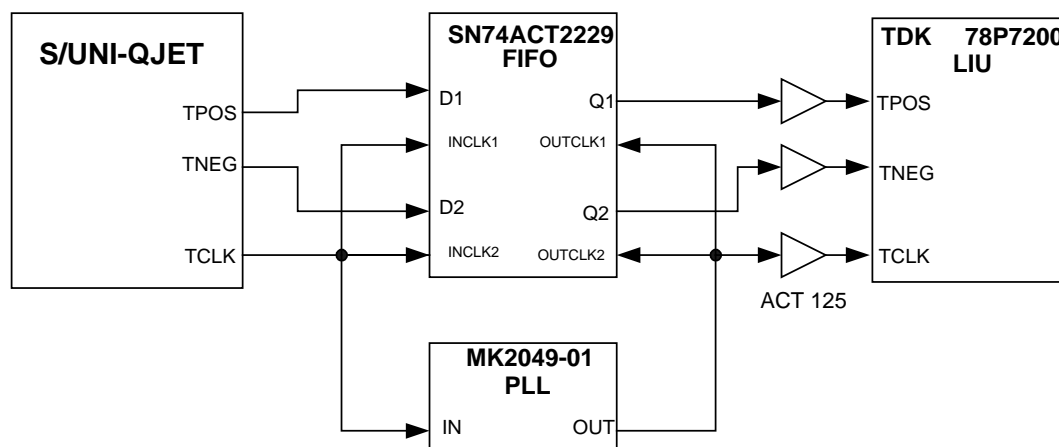 S/UNI-QJET
TPOS
TNEG
TCLK
SN74ACT2229
FIFO
D1
Q1
INCLK1
OUTCLK1
D2
Q2
INCLK2
OUTCLK2
MK2049-01
PLL
IN
OUT
ACT 125
TDK 78P7200
LIU
TPOS
TNEG
TCLK